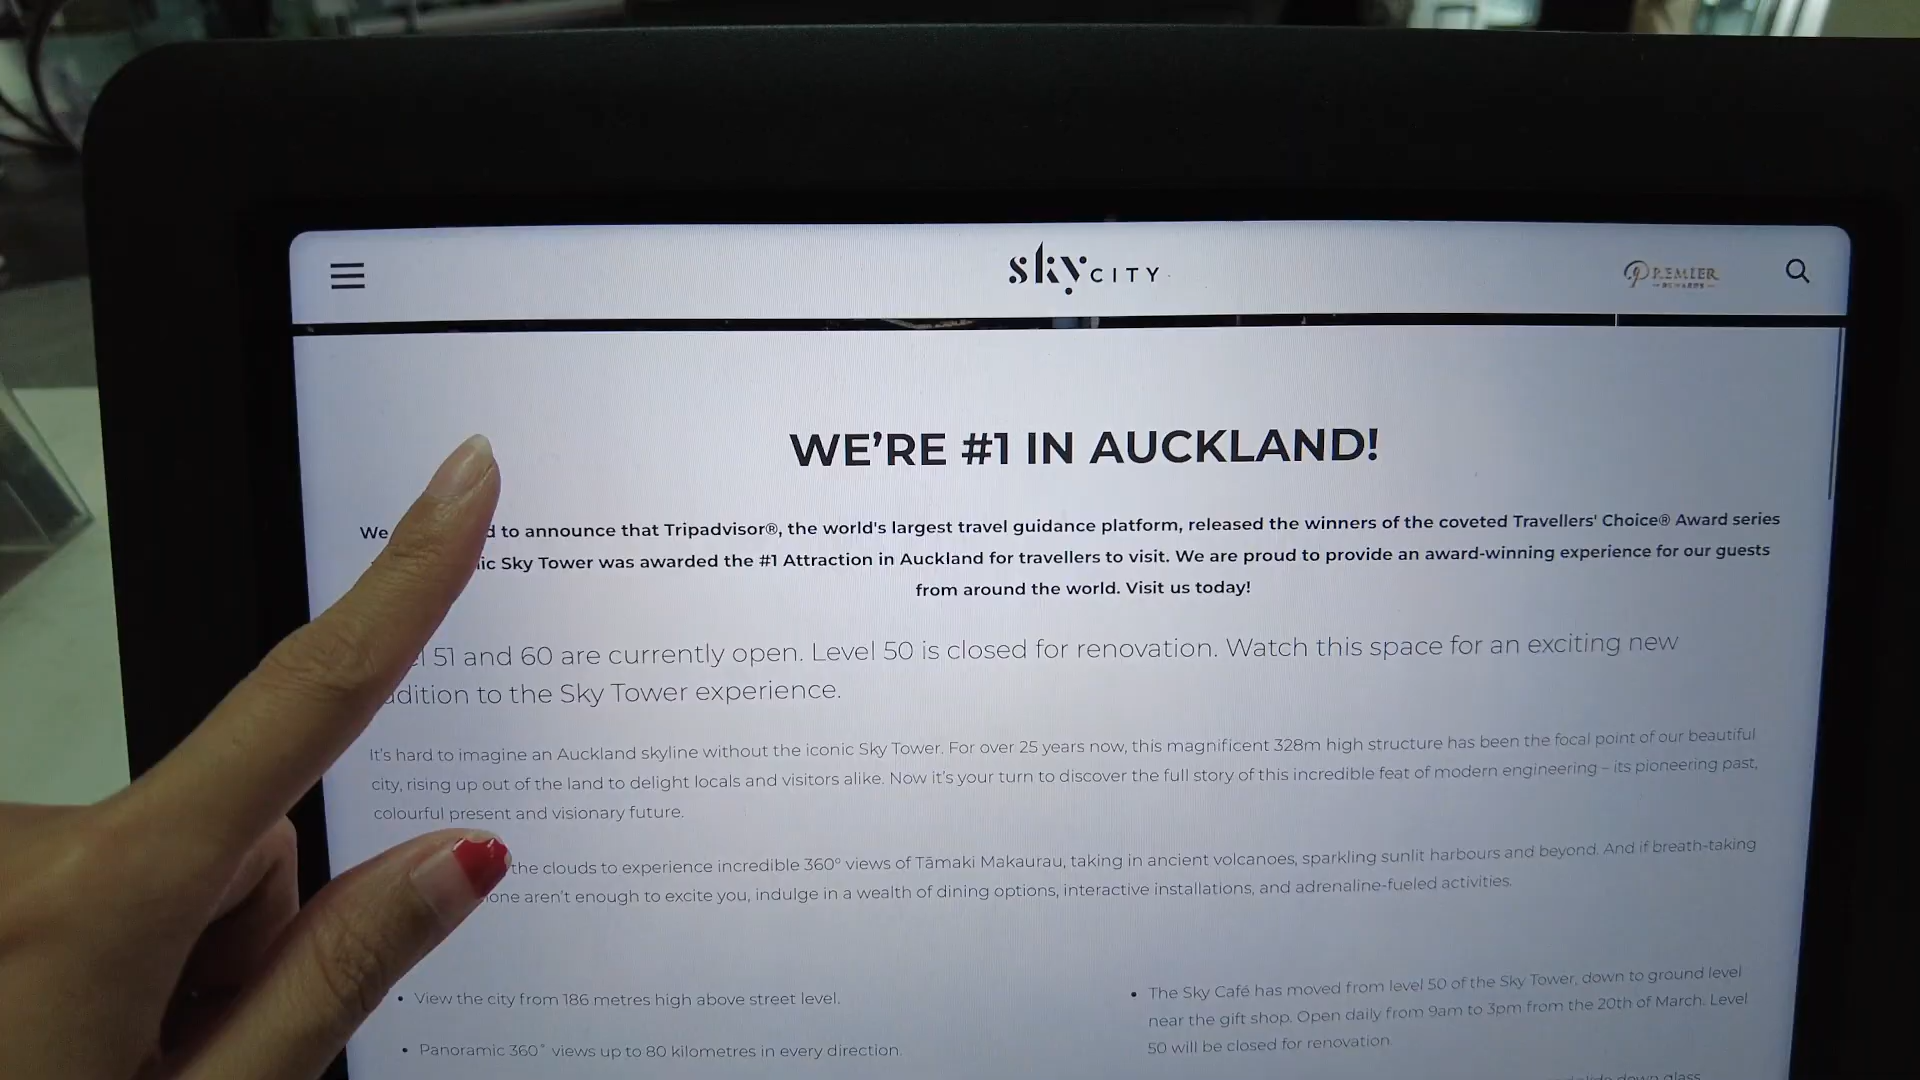 sky CITY
PREMIER
REWARDS
WE'RE #1 IN AUCKLAND!
We to announce that Tripadvisor®, the world's largest travel guidance platform, released the winners of the coveted Travellers' Choice® Award series
Sky Tower was awarded the #1 Attraction in Auckland for travellers to visit. We are proud to provide an award-winning experience for our guests
from around the world. Visit us today!
51 and 60 are currently open. Level 50 is closed for renovation. Watch this space for an exciting new
dition to the Sky Tower experience.
It's hard to imagine an Auckland skyline without the iconic Sky Tower. For over 25 years now, this magnificent 328m high structure has been the focal point of our beautiful
city, rising up out of the land to delight locals and visitors alike. Now it's your turn to discover the full story of this incredible feat of modern engineering – its pioneering past,
colourful present and visionary future.
the clouds to experience incredible 360° views of Tāmaki Makaurau, taking in ancient volcanoes, sparkling sunlit harbours and beyond. And if breath-taking
aren't enough to excite you, indulge in a wealth of dining options, interactive installations, and adrenaline-fueled activities.
• View the city from 186 metres high above street level.
• Panoramic 360° views up to 80 kilometres in every direction.
• The Sky Café has moved from level 50 of the Sky Tower, down to ground level
near the gift shop. Open daily from 9am to 3pm from the 20th of March. Level
50 will be closed for renovation